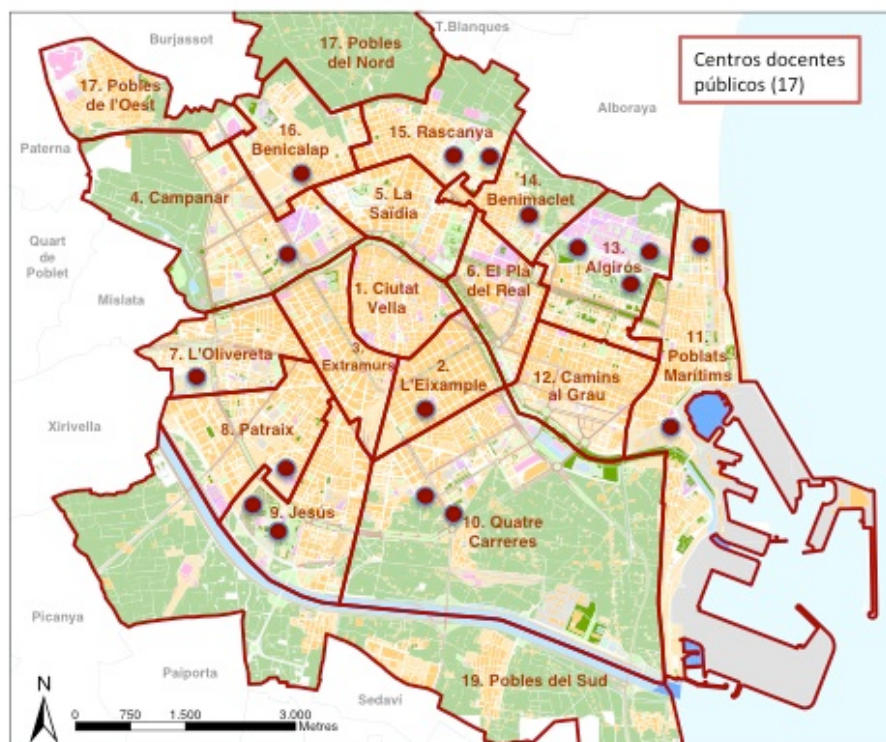 Burjassot
T.Blanques
17. Pobles
del Nord
Centros docentes
públicos (17)
17. Pobles
de l'Oest
Alboraya
Paterna
16.
Benicalap
15. Rascanya
4. Campanar
5. La
Saïdia
14.
Benimaclet
Quart
de
Poblet
13.
Algirós
6. El Pla
del Real
1. Ciutat
Vella
Mislata
11.
Poblats
Marítims
7. L'Olivereta
3.
Extramurs
2.
L'Eixample
12. Camins
al Grau
Xirivella
8. Patraix
9. Jesús
10. Quatre
Carreres
Picanya
Paiporta
Sedaví
19. Pobles del Sud
N
0 750 1.500 3.000
Metres